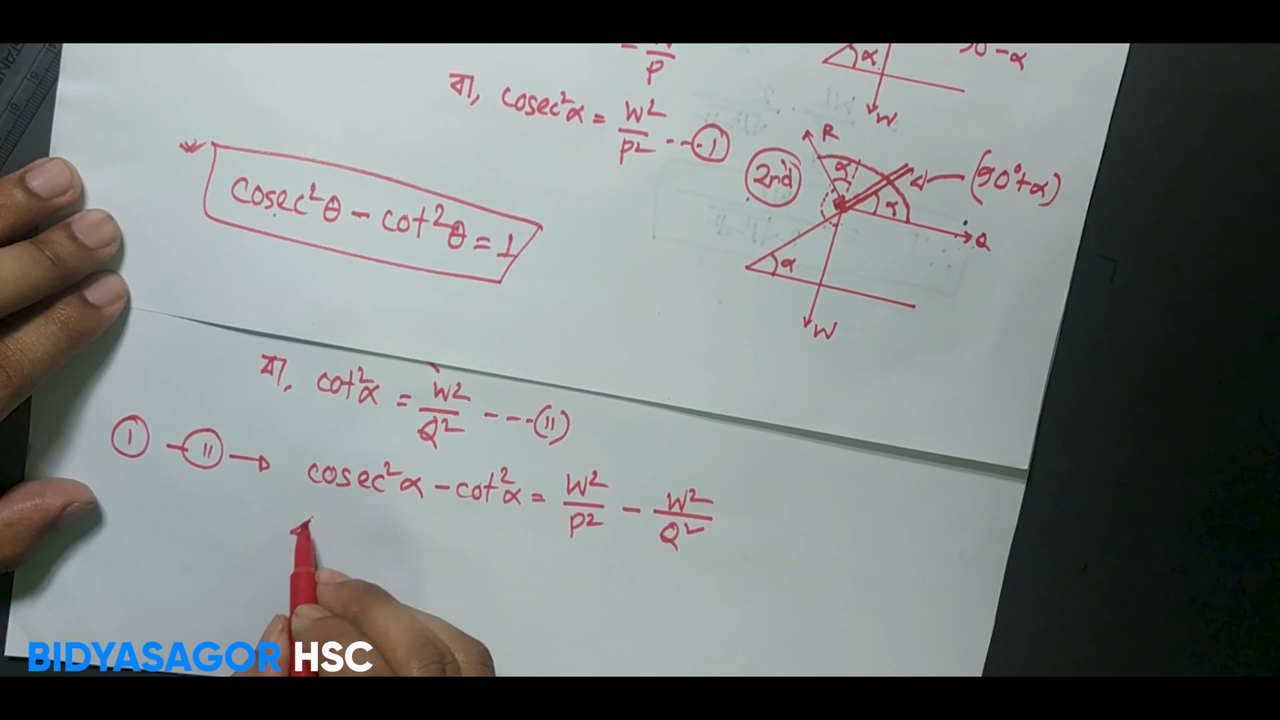 P
α
90-α
W
বা, cosec²α = W²/P² --- (I)
cosec²θ - cot²θ = 1
2nd
R
α
α
(90°+α)
Q
α
W
বা, cot²α = W²/Q² ---- (II)
(I) - (II) → cosec²α - cot²α = W²/P² - W²/Q²
BIDYASAGOR HSC